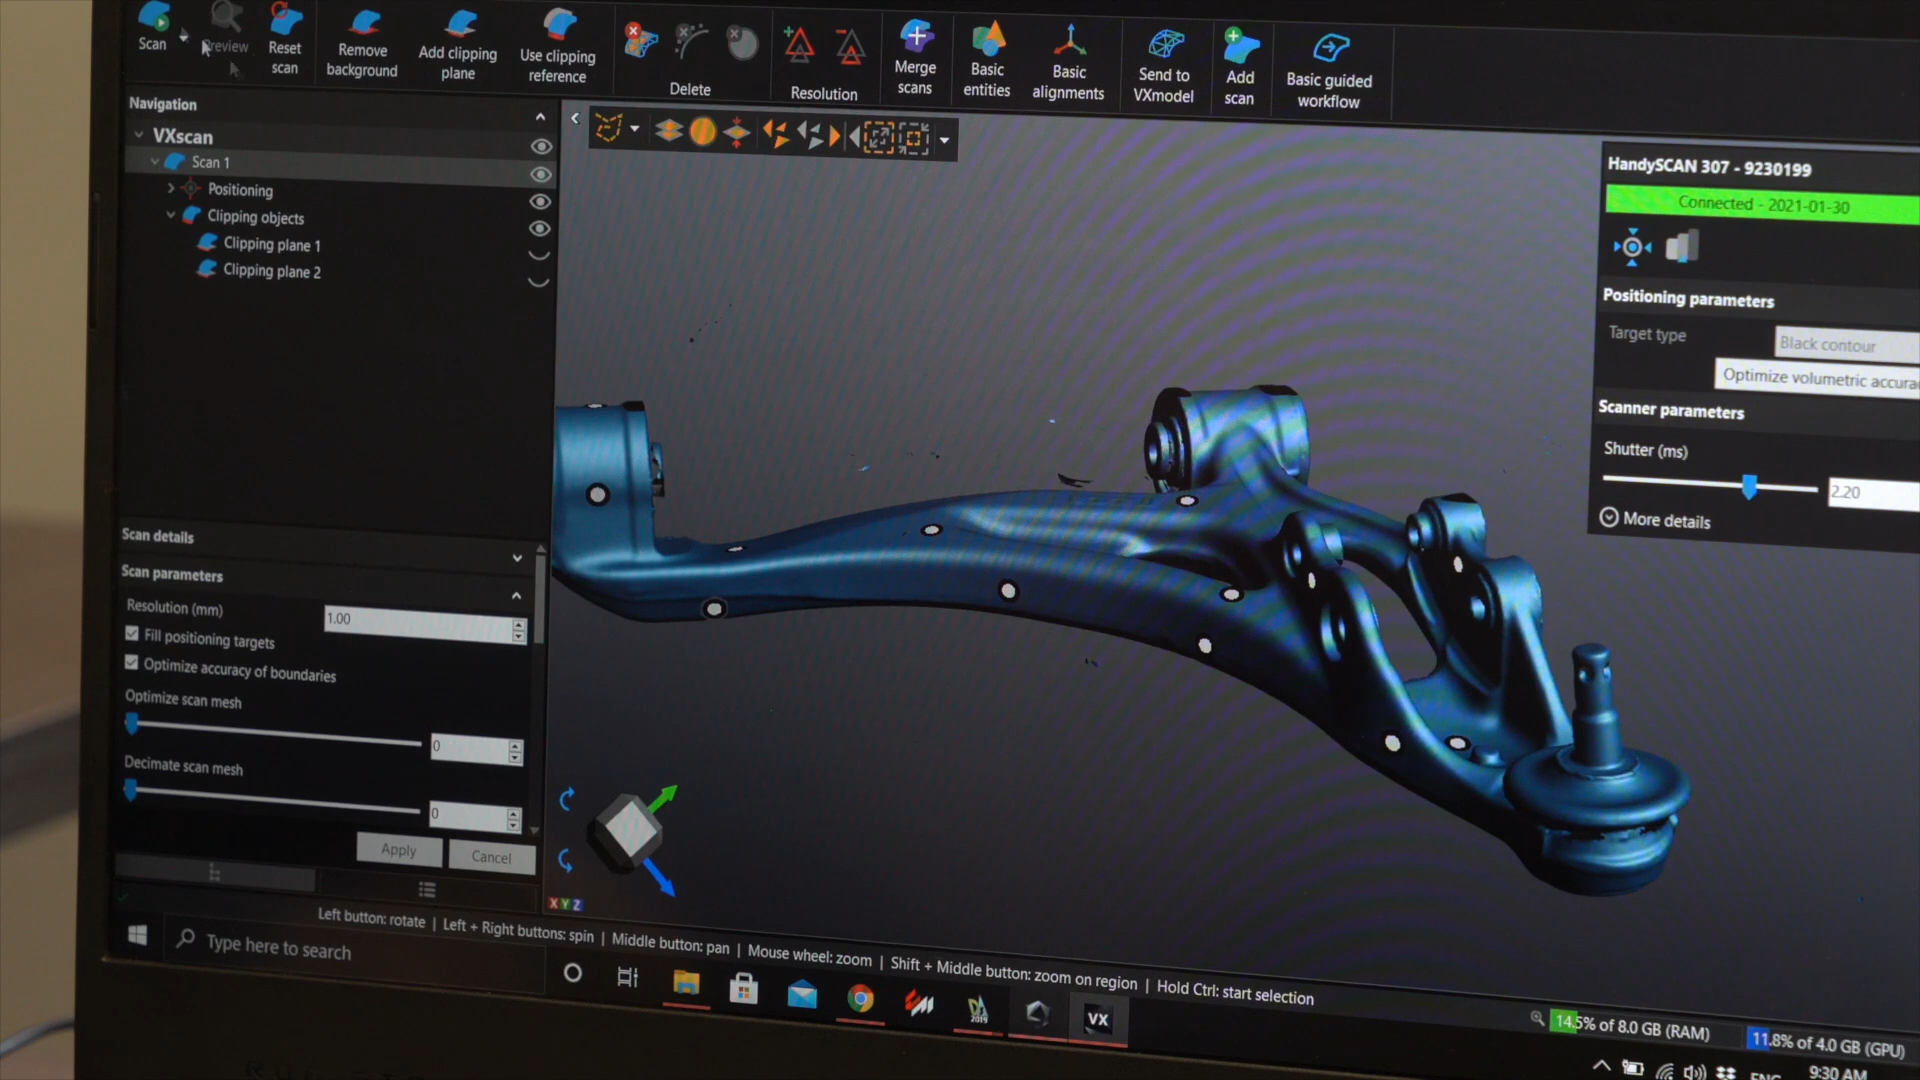 Scan
Preview
Reset
scan
Remove
background
Add clipping
plane
Use clipping
reference
Delete
Resolution
Merge
scans
Basic
entities
Basic
alignments
Send to
VXmodel
Add
scan
Basic guided
workflow
Navigation
VXscan
Scan 1
Positioning
Clipping objects
Clipping plane 1
Clipping plane 2
HandySCAN 307 - 9230199
Connected - 2021-01-30
Positioning parameters
Target type
Black contour
Optimize volumetric accura
Scanner parameters
Shutter (ms)
2.20
More details
Scan details
Scan parameters
Resolution (mm)
1.00
Fill positioning targets
Optimize accuracy of boundaries
Optimize scan mesh
0
Decimate scan mesh
0
Apply
Cancel
X Y Z
Left button: rotate | Left + Right buttons: spin | Middle button: pan | Mouse wheel: zoom | Shift + Middle button: zoom on region | Hold Ctrl: start selection
14.5% of 8.0 GB (RAM)
11.8% of 4.0 GB (GPU)
Type here to search
2019
VX
ENG
9:30 AM